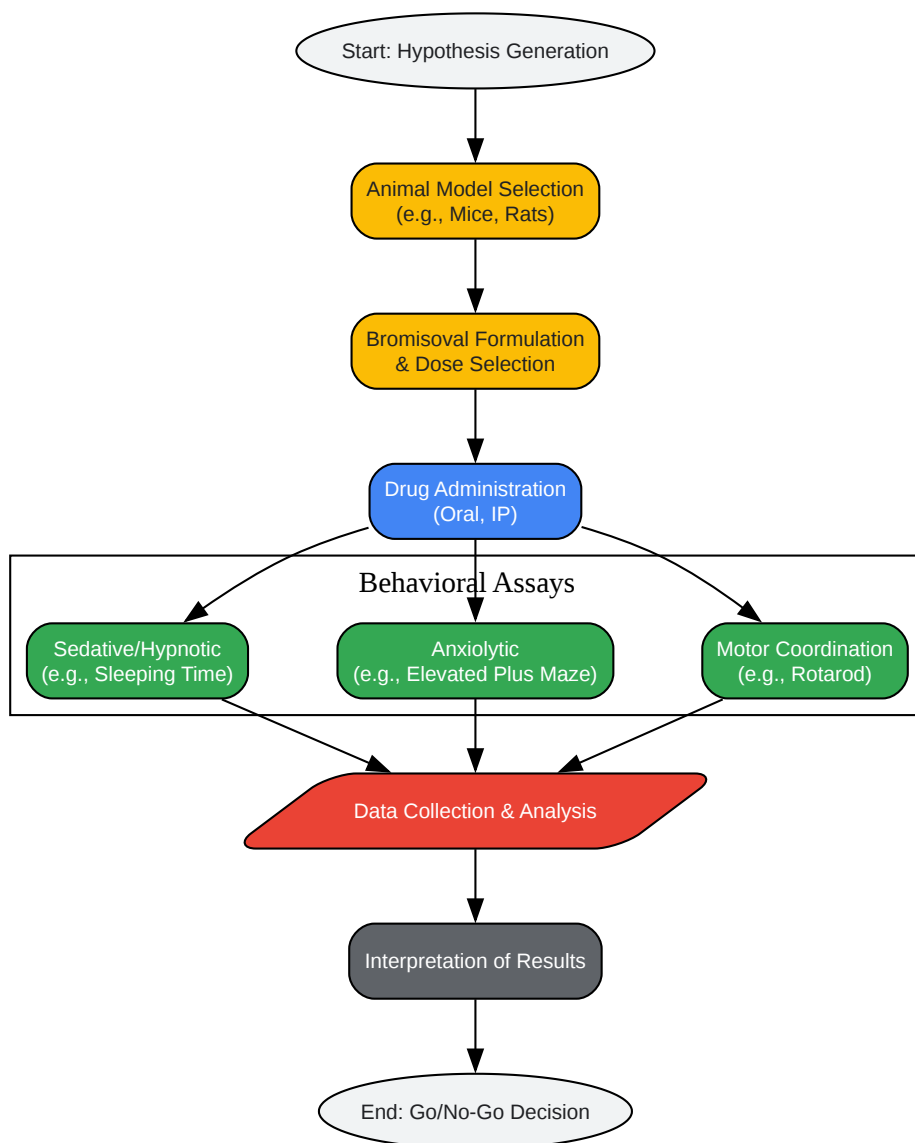 Start: Hypothesis Generation
Animal Model Selection
(e.g., Mice, Rats)
Bromisoval Formulation
& Dose Selection
Drug Administration
(Oral, IP)
Behavioral Assays
Sedative/Hypnotic
(e.g., Sleeping Time)
Anxiolytic
(e.g., Elevated Plus Maze)
Motor Coordination
(e.g., Rotarod)
Data Collection & Analysis
Interpretation of Results
End: Go/No-Go Decision